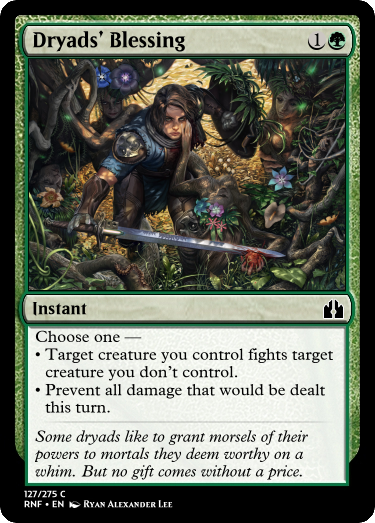 Dryads’ Blessing 1
Instant
Choose one —
• Target creature you control fights target
creature you don’t control.
• Prevent all damage that would be dealt
this turn.
Some dryads like to grant morsels of their
powers to mortals they deem worthy on a
whim. But no gift comes without a price.
127/275 C
RNF • EN Ryan Alexander Lee